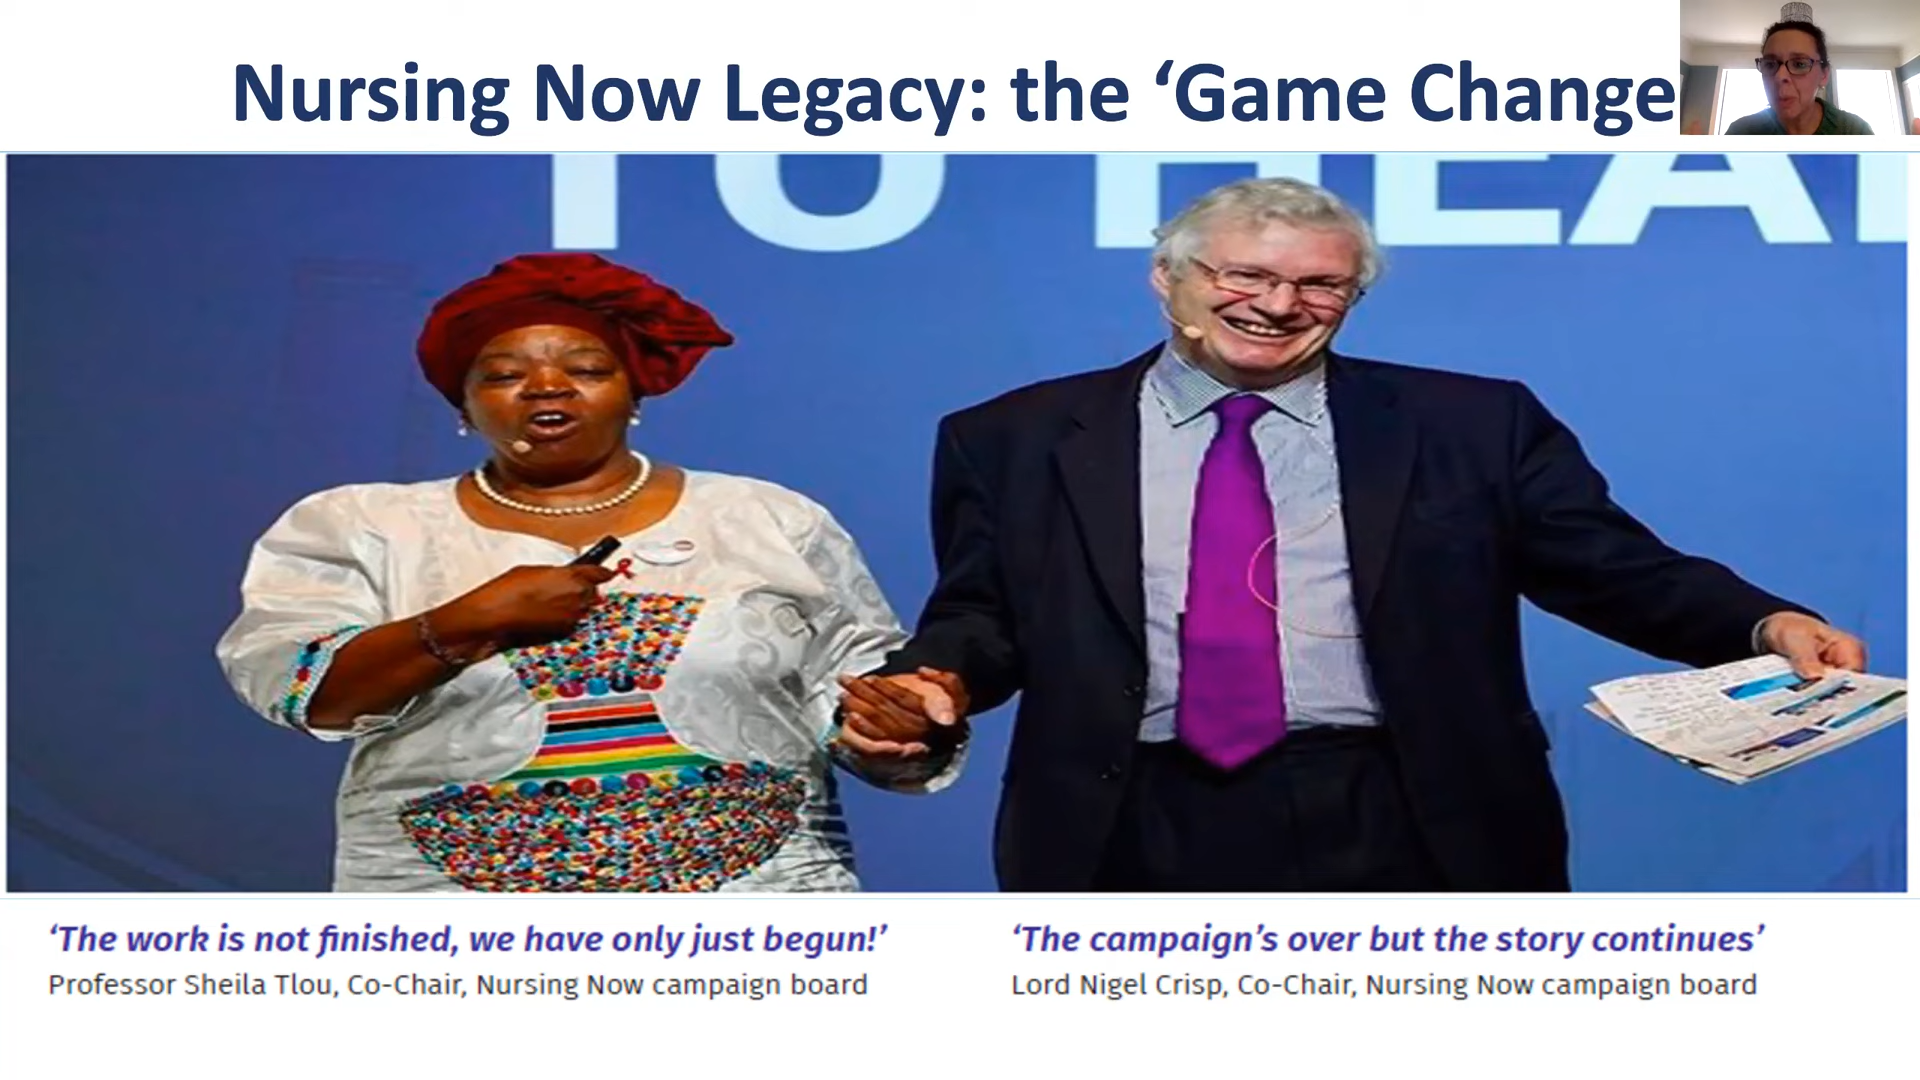 Nursing Now Legacy: the ‘Game Change
TO HEA
‘The work is not finished, we have only just begun!’
Professor Sheila Tlou, Co-Chair, Nursing Now campaign board
‘The campaign’s over but the story continues’
Lord Nigel Crisp, Co-Chair, Nursing Now campaign board